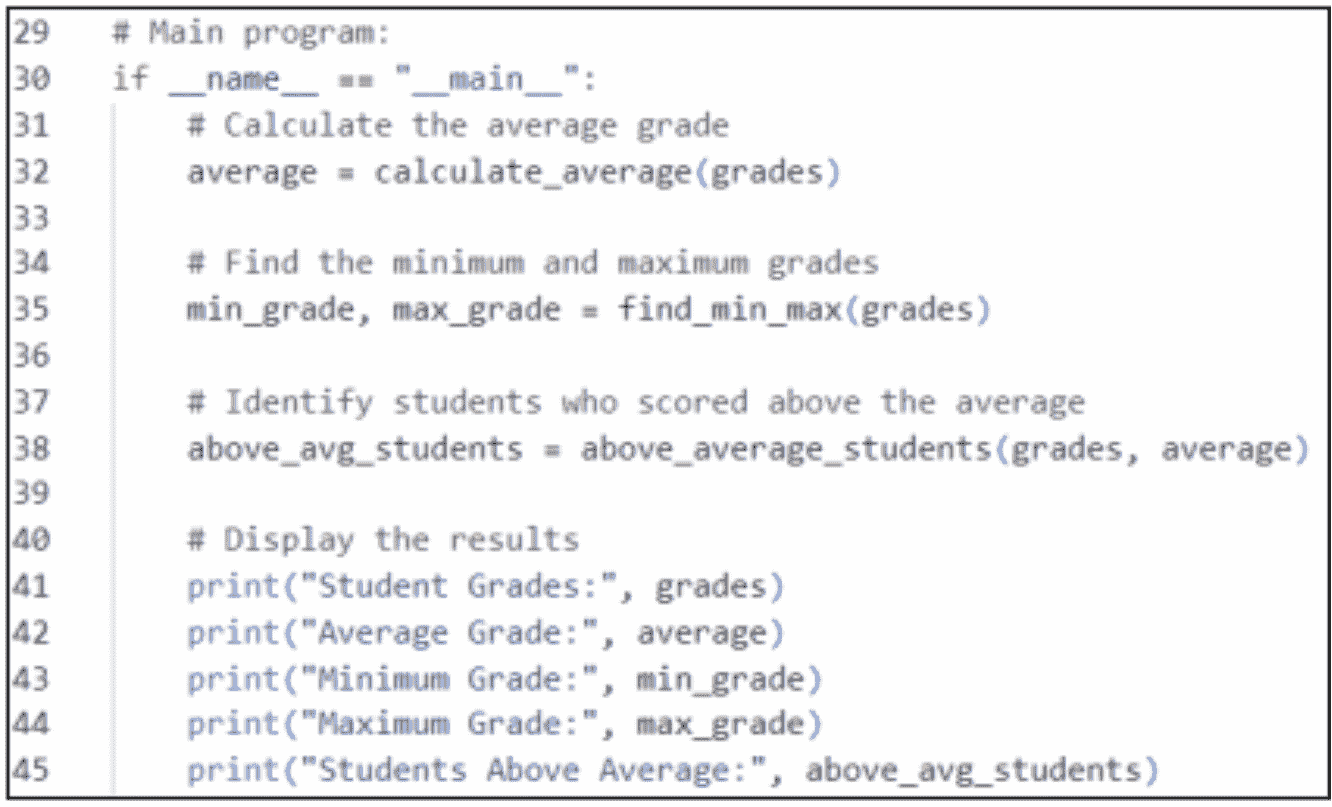 29 # Main program:
30 if __name__ == "__main__":
31     # Calculate the average grade
32     average = calculate_average(grades)
33
34     # Find the minimum and maximum grades
35     min_grade, max_grade = find_min_max(grades)
36
37     # Identify students who scored above the average
38     above_avg_students = above_average_students(grades, average)
39
40     # Display the results
41     print("Student Grades:", grades)
42     print("Average Grade:", average)
43     print("Minimum Grade:", min_grade)
44     print("Maximum Grade:", max_grade)
45     print("Students Above Average:", above_avg_students)